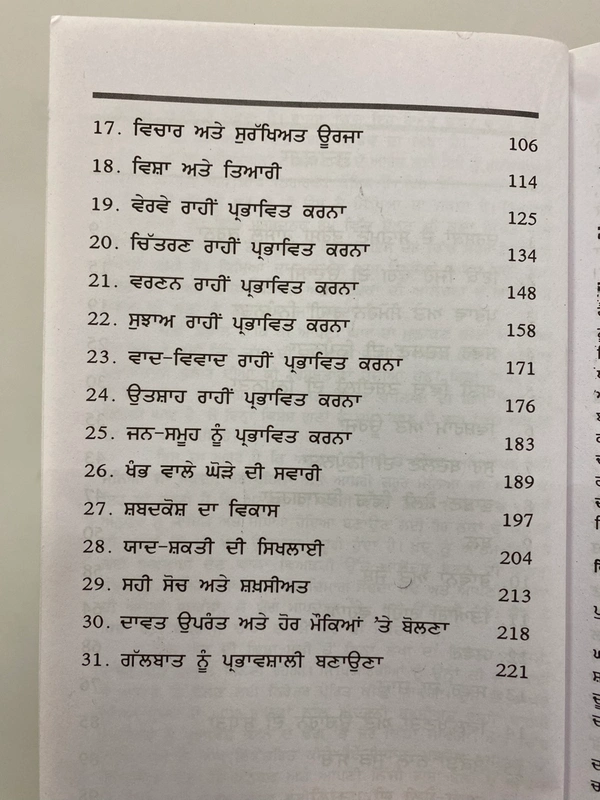 17. ਵਿਚਾਰ ਅਤੇ ਸੁਰੱਖਿਅਤ ਊਰਜਾ 106
18. ਵਿਸ਼ਾ ਅਤੇ ਤਿਆਰੀ 114
19. ਵੇਰਵੇ ਰਾਹੀਂ ਪ੍ਰਭਾਵਿਤ ਕਰਨਾ 125
20. ਚਿੱਤਰਣ ਰਾਹੀਂ ਪ੍ਰਭਾਵਿਤ ਕਰਨਾ 134
21. ਵਰਣਨ ਰਾਹੀਂ ਪ੍ਰਭਾਵਿਤ ਕਰਨਾ 148
22. ਸੁਝਾਅ ਰਾਹੀਂ ਪ੍ਰਭਾਵਿਤ ਕਰਨਾ 158
23. ਵਾਦ-ਵਿਵਾਦ ਰਾਹੀਂ ਪ੍ਰਭਾਵਿਤ ਕਰਨਾ 171
24. ਉਤਸ਼ਾਹ ਰਾਹੀਂ ਪ੍ਰਭਾਵਿਤ ਕਰਨਾ 176
25. ਜਨ-ਸਮੂਹ ਨੂੰ ਪ੍ਰਭਾਵਿਤ ਕਰਨਾ 183
26. ਖੰਭ ਵਾਲੇ ਘੋੜੇ ਦੀ ਸਵਾਰੀ 189
27. ਸ਼ਬਦਕੋਸ਼ ਦਾ ਵਿਕਾਸ 197
28. ਯਾਦ-ਸ਼ਕਤੀ ਦੀ ਸਿਖਲਾਈ 204
29. ਸਹੀ ਸੋਚ ਅਤੇ ਸ਼ਖ਼ਸੀਅਤ 213
30. ਦਾਵਤ ਉਪਰੰਤ ਅਤੇ ਹੋਰ ਮੌਕਿਆਂ 'ਤੇ ਬੋਲਣਾ 218
31. ਗੱਲਬਾਤ ਨੂੰ ਪ੍ਰਭਾਵਸ਼ਾਲੀ ਬਣਾਉਣਾ 221